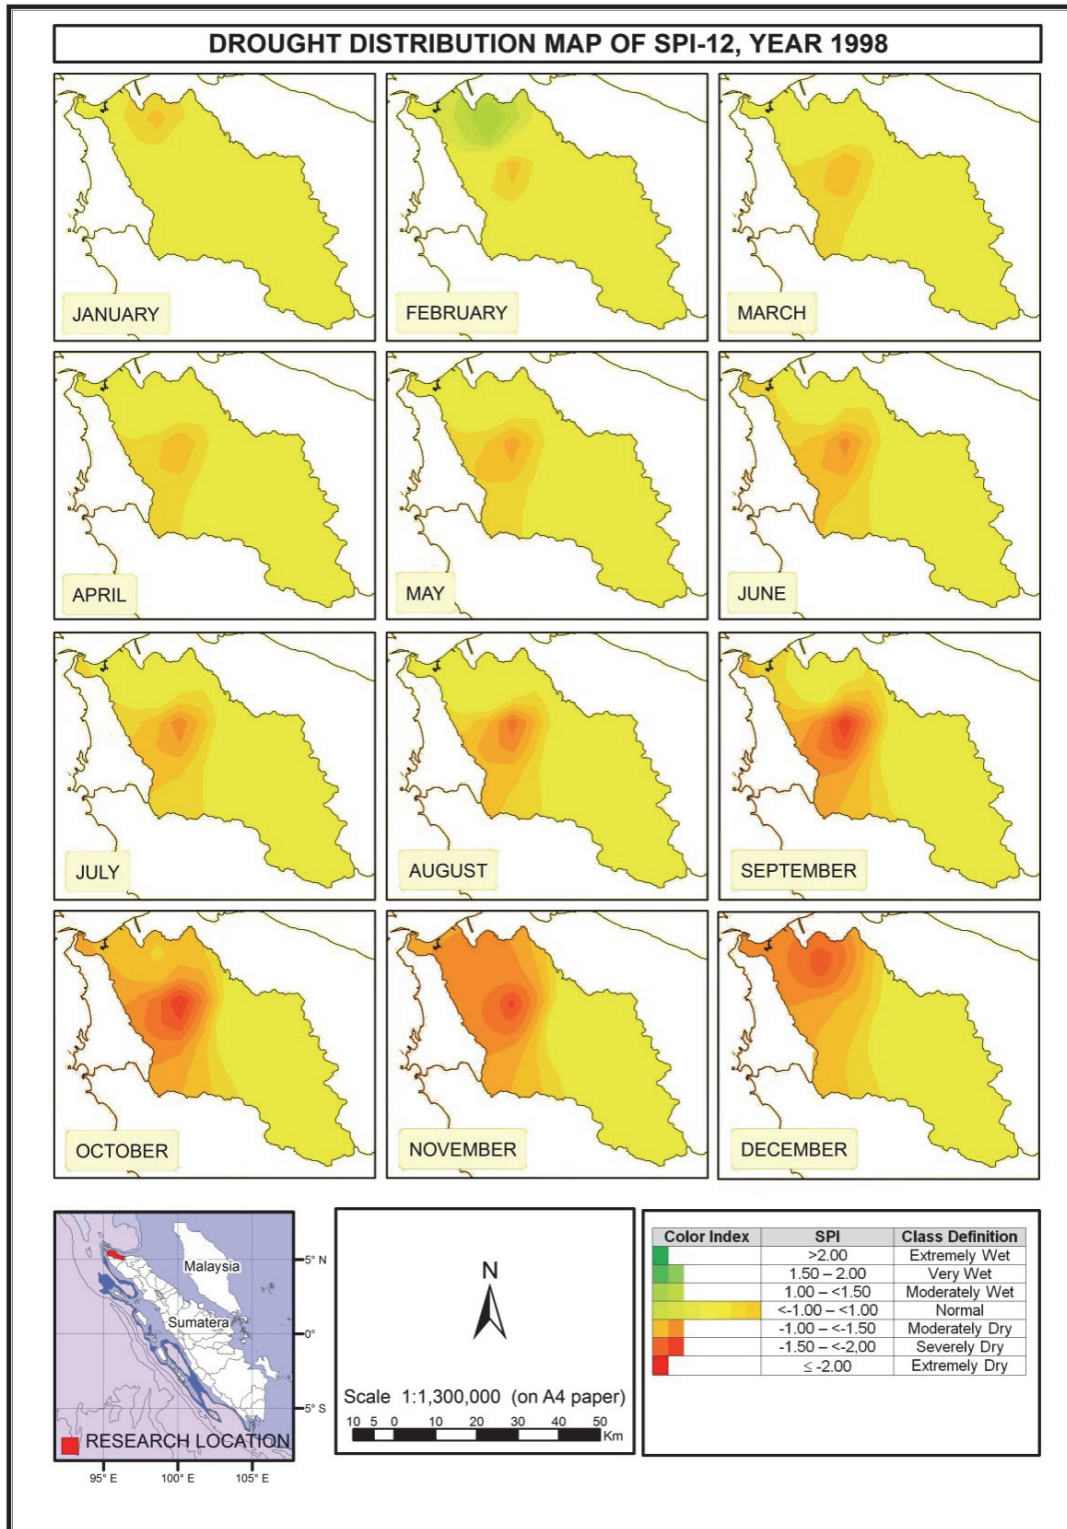 DROUGHT DISTRIBUTION MAP OF SPI-12, YEAR 1998
JANUARY
FEBRUARY
MARCH
APRIL
MAY
JUNE
JULY
AUGUST
SEPTEMBER
OCTOBER
NOVEMBER
DECEMBER
Malaysia
Sumatera
5° N
0°
5° S
RESEARCH LOCATION
95° E 100° E 105° E
N
Scale 1:1,300,000 (on A4 paper)
10 5 0 10 20 30 40 50
Km
Color Index SPI Class Definition
>2.00 Extremely Wet
1.50 – 2.00 Very Wet
1.00 – <1.50 Moderately Wet
<-1.00 – <1.00 Normal
-1.00 – <-1.50 Moderately Dry
-1.50 – <-2,00 Severely Dry
≤ -2.00 Extremely Dry